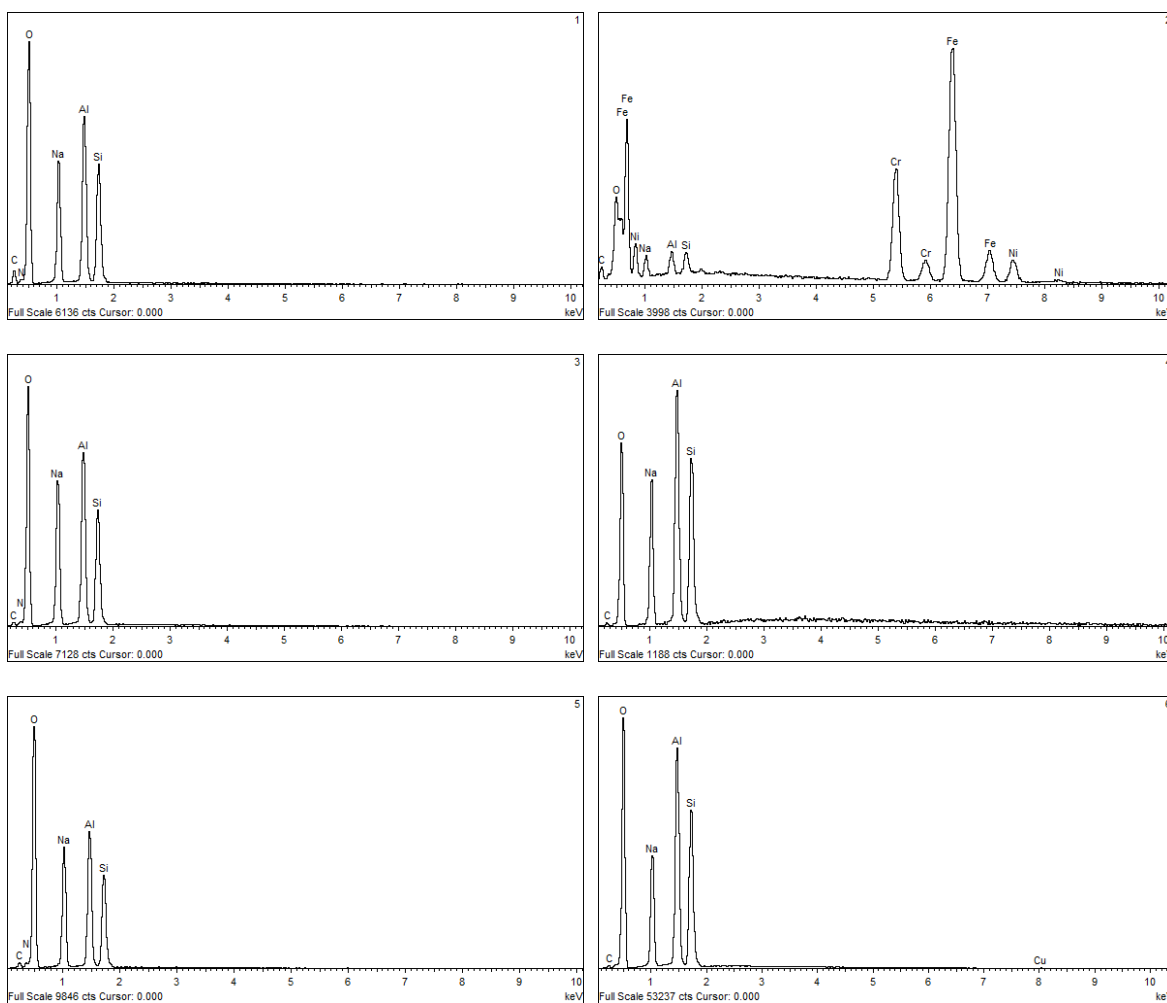 1
O
Al
Na
Si
C
N
1 2 3 4 5 6 7 8 9 10
Full Scale 6136 cts Cursor: 0.000 keV
Fe
Fe
Fe
Cr
O
Ni
Na
Al
Si
C
Cr
Fe
Ni
Ni
1 2 3 4 5 6 7 8 9 10
Full Scale 3998 cts Cursor: 0.000
3
O
Al
Na
Si
N
C
1 2 3 4 5 6 7 8 9 10
Full Scale 7128 cts Cursor: 0.000 keV
Al
O
Si
Na
C
1 2 3 4 5 6 7 8 9 10
Full Scale 1188 cts Cursor: 0.000
5
O
Al
Na
Si
N
C
1 2 3 4 5 6 7 8 9 10
Full Scale 9846 cts Cursor: 0.000 keV
O
Al
Si
Na
C
Cu
1 2 3 4 5 6 7 8 9 10
Full Scale 53237 cts Cursor: 0.000